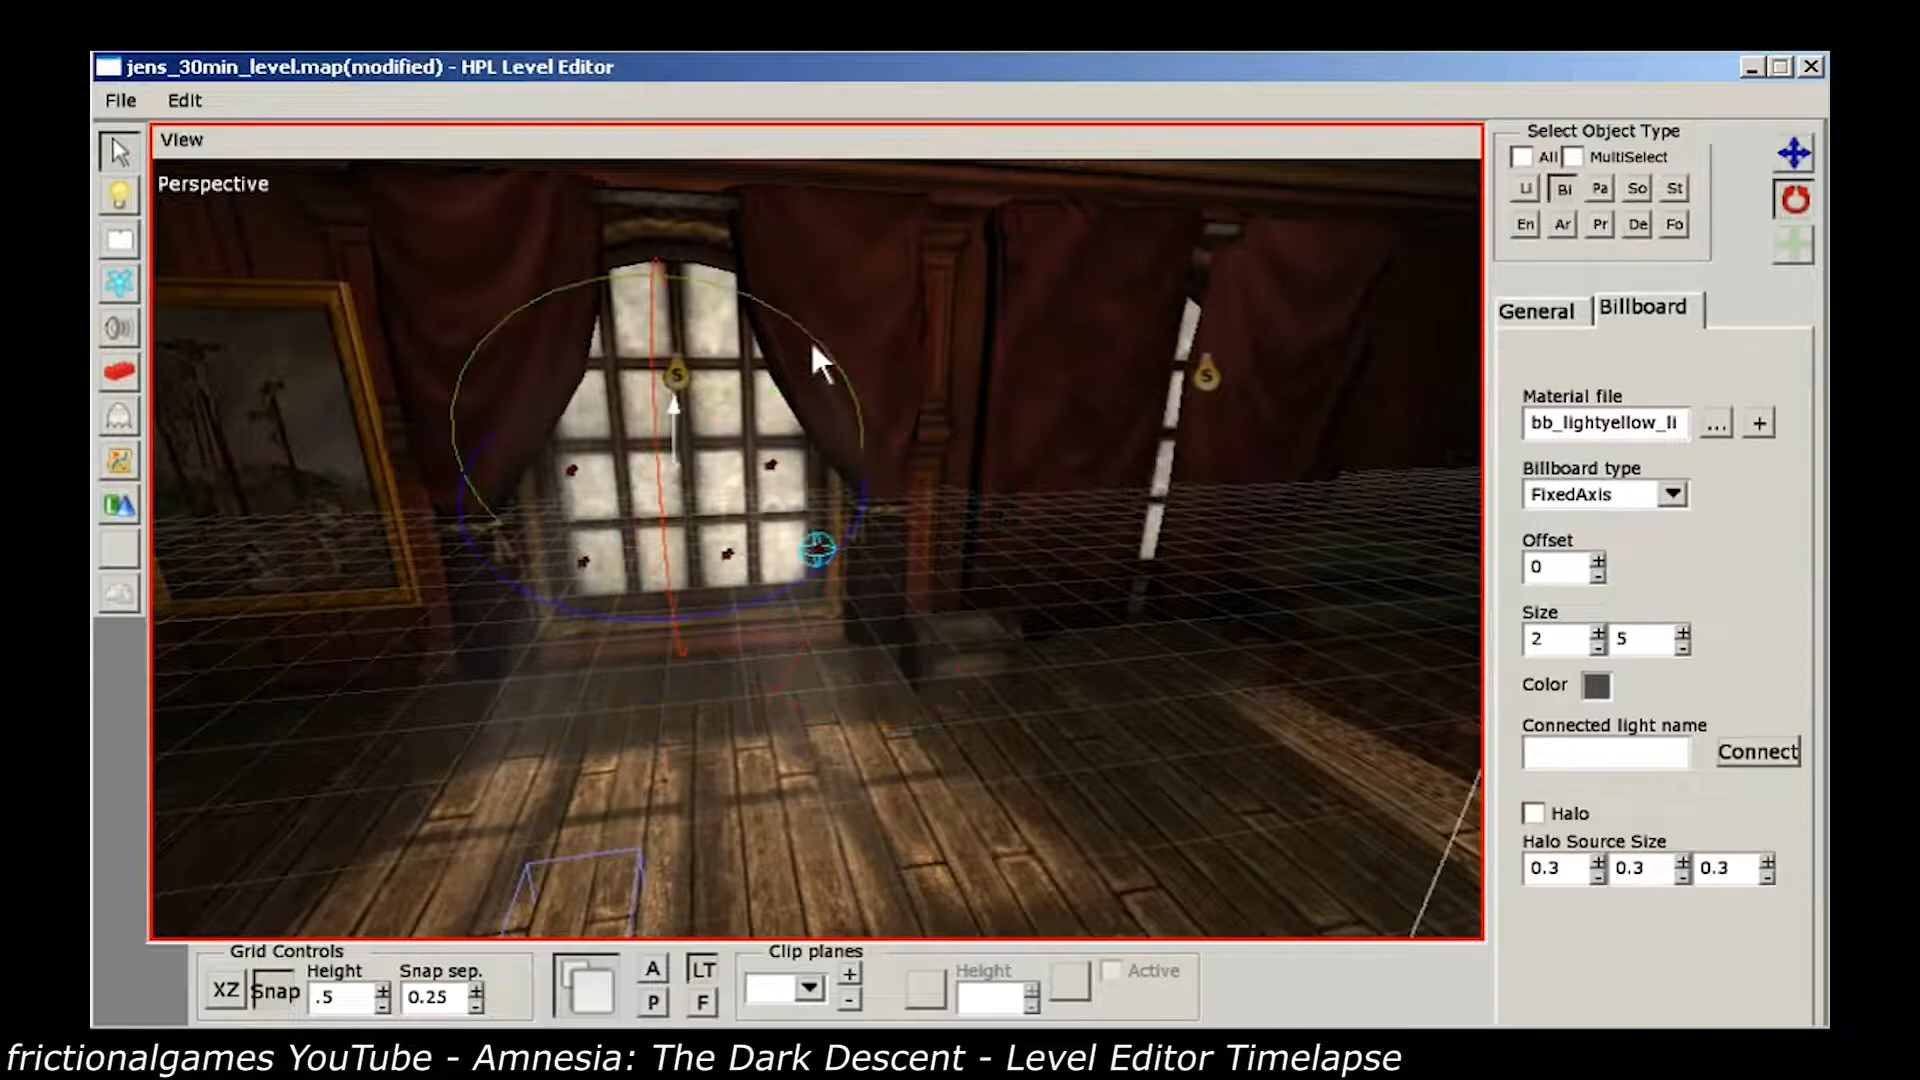 jens_30min_level.map(modified) - HPL Level Editor
File Edit
View
Perspective
Select Object Type
All MultiSelect
Li Bi Pa So St
En Ar Pr De Fo
General Billboard
Material file
bb_lightyellow_li ... +
Billboard type
FixedAxis
Offset
0
Size
2 5
Color
Connected light name
Connect
Halo
Halo Source Size
0.3 0.3 0.3
Grid Controls
XZ Snap
Height
.5
Snap sep.
0.25
A LT
P F
Clip planes
+
-
Height
Active
frictionalgames YouTube - Amnesia: The Dark Descent - Level Editor Timelapse